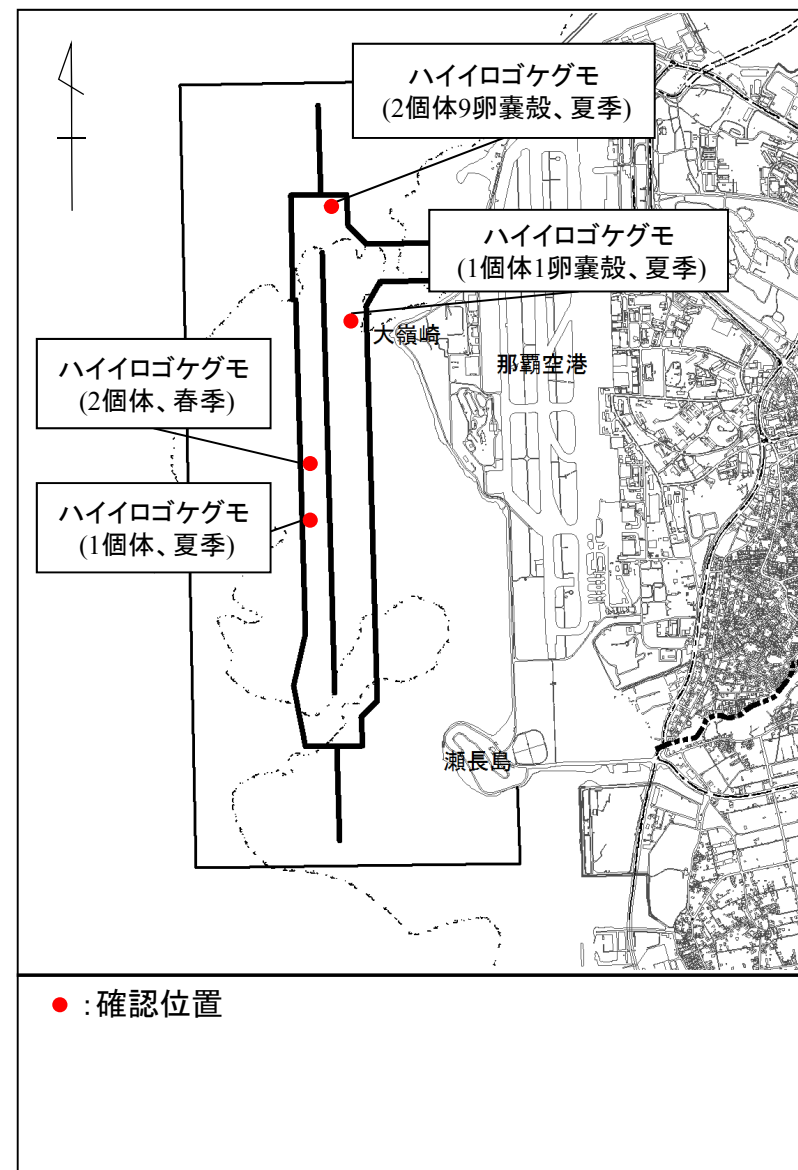 ハイイロゴケグモ
(2個体9卵嚢殻、夏季)
ハイイロゴケグモ
(1個体1卵嚢殻、夏季)
大嶺崎
那覇空港
ハイイロゴケグモ
(2個体、春季)
ハイイロゴケグモ
(1個体、夏季)
瀬長島
:確認位置